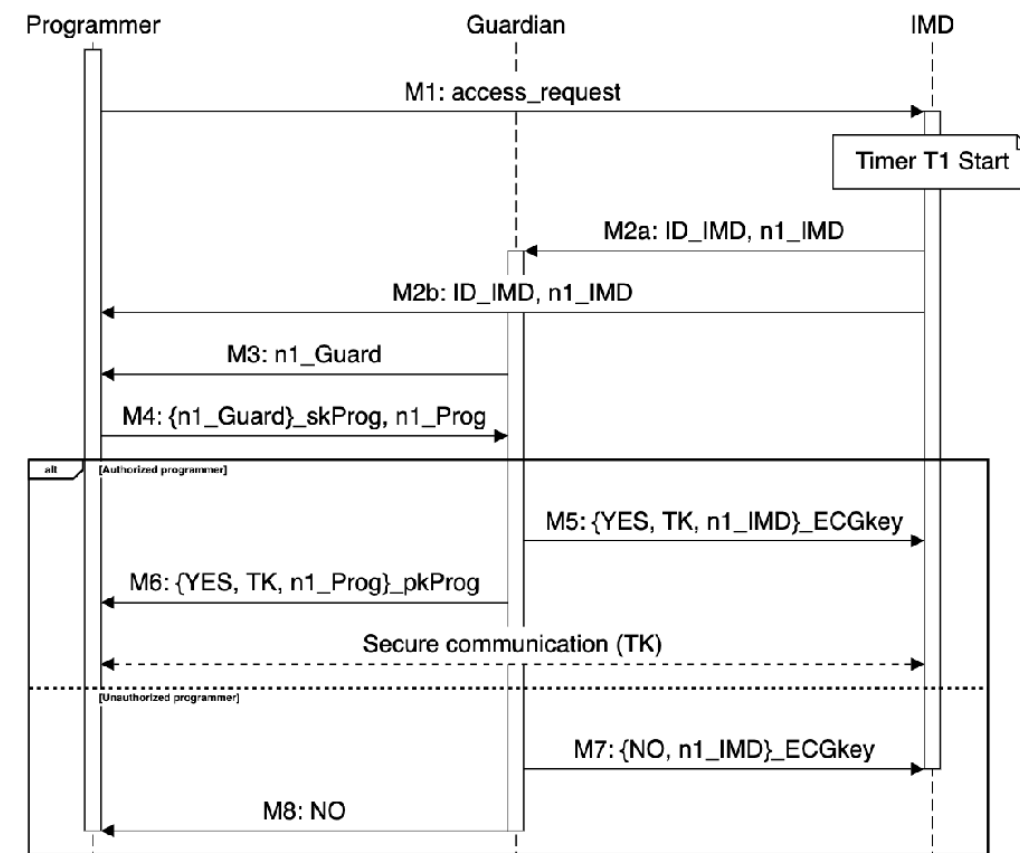 Programmer Guardian IMD
M1: access_request
Timer T1 Start
M2a: ID_IMD, n1_IMD
M2b: ID_IMD, n1_IMD
M3: n1_Guard
M4: {n1_Guard}_skProg, n1_Prog
alt [Authorized programmer]
M5: {YES, TK, n1_IMD}_ECGkey
M6: {YES, TK, n1_Prog}_pkProg
Secure communication (TK)
[Unauthorized programmer]
M7: {NO, n1_IMD}_ECGkey
M8: NO